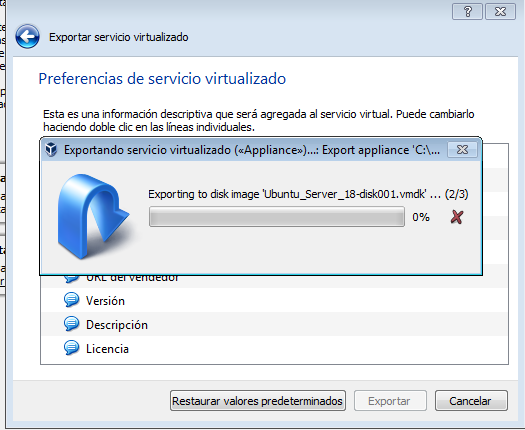 Exportar servicio virtualizado
Preferencias de servicio virtualizado
Esta es una información descriptiva que será agregada al servicio virtual. Puede cambiarlo
haciendo doble clic en las líneas individuales.
Exportando servicio virtualizado («Appliance»)...: Export appliance 'C:\...
Exporting to disk image 'Ubuntu_Server_18-disk001.vmdk' ... (2/3)
0%
URL del vendedor
Versión
Descripción
Licencia
Restaurar valores predeterminados
Exportar
Cancelar